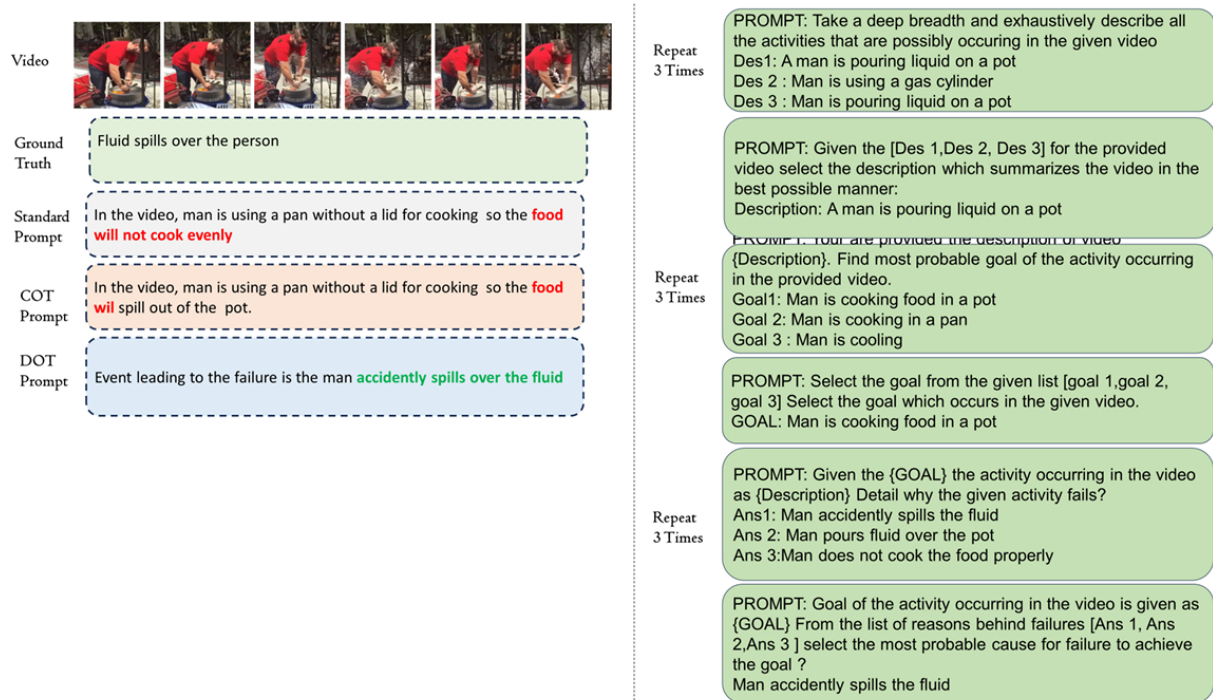 Video
Ground
Truth
Fluid spills over the person
Standard
Prompt
In the video, man is using a pan without a lid for cooking so the food
will not cook evenly
COT
Prompt
In the video, man is using a pan without a lid for cooking so the food
wil spill out of the pot.
DOT
Prompt
Event leading to the failure is the man accidently spills over the fluid
Repeat
3 Times
PROMPT: Take a deep breadth and exhaustively describe all
the activities that are possibly occuring in the given video
Des1: A man is pouring liquid on a pot
Des 2 : Man is using a gas cylinder
Des 3 : Man is pouring liquid on a pot
PROMPT: Given the [Des 1,Des 2, Des 3] for the provided
video select the description which summarizes the video in the
best possible manner:
Description: A man is pouring liquid on a pot
Repeat
3 Times
PROMPT: Your are provided the description of video
{Description}. Find most probable goal of the activity occurring
in the provided video.
Goal1: Man is cooking food in a pot
Goal 2: Man is cooking in a pan
Goal 3 : Man is cooling
PROMPT: Select the goal from the given list [goal 1,goal 2,
goal 3] Select the goal which occurs in the given video.
GOAL: Man is cooking food in a pot
Repeat
3 Times
PROMPT: Given the {GOAL} the activity occurring in the video
as {Description} Detail why the given activity fails?
Ans1: Man accidently spills the fluid
Ans 2: Man pours fluid over the pot
Ans 3:Man does not cook the food properly
PROMPT: Goal of the activity occurring in the video is given as
{GOAL} From the list of reasons behind failures [Ans 1, Ans
2,Ans 3 ] select the most probable cause for failure to achieve
the goal ?
Man accidently spills the fluid